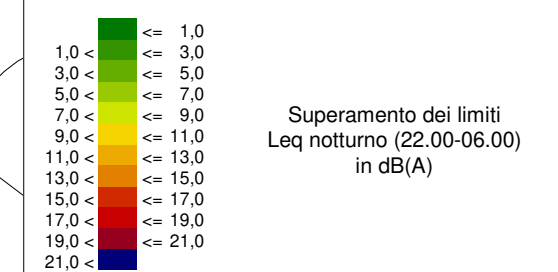 <= 1,0
1,0 < <= 3,0
3,0 < <= 5,0
5,0 < <= 7,0
7,0 < <= 9,0
9,0 < <= 11,0
11,0 < <= 13,0
13,0 < <= 15,0
15,0 < <= 17,0
17,0 < <= 19,0
19,0 < <= 21,0
21,0 <
Superamento dei limiti
Leq notturno (22.00-06.00)
in dB(A)